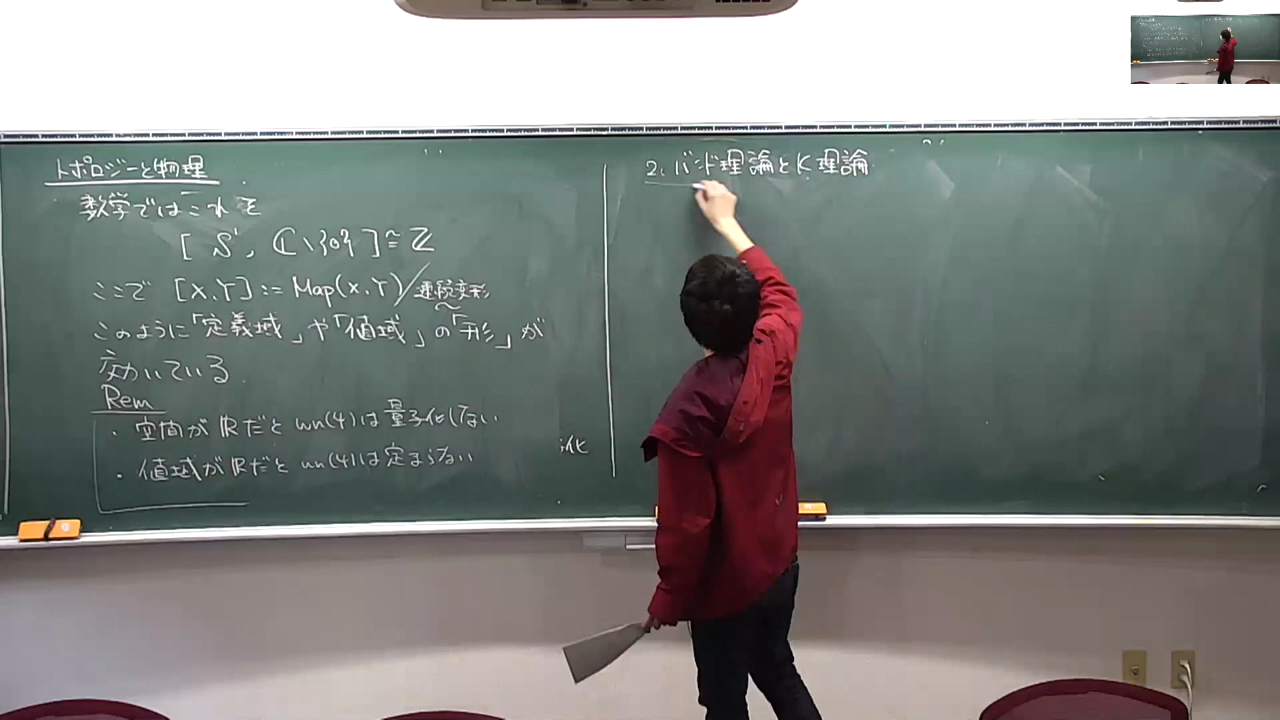 トポロジーと物理
数学ではこれを
[S¹, ℂ\{0}] ≅ ℤ
ここで [X,Y] := Map(X,Y)/連続変形
このように「定義域」や「値域」の「形」が
効いている
Rem
・空間がℝだと wn(4)は量子化しない
・値域がℝだと wn(4)は定まらない
2. バンド理論とK理論